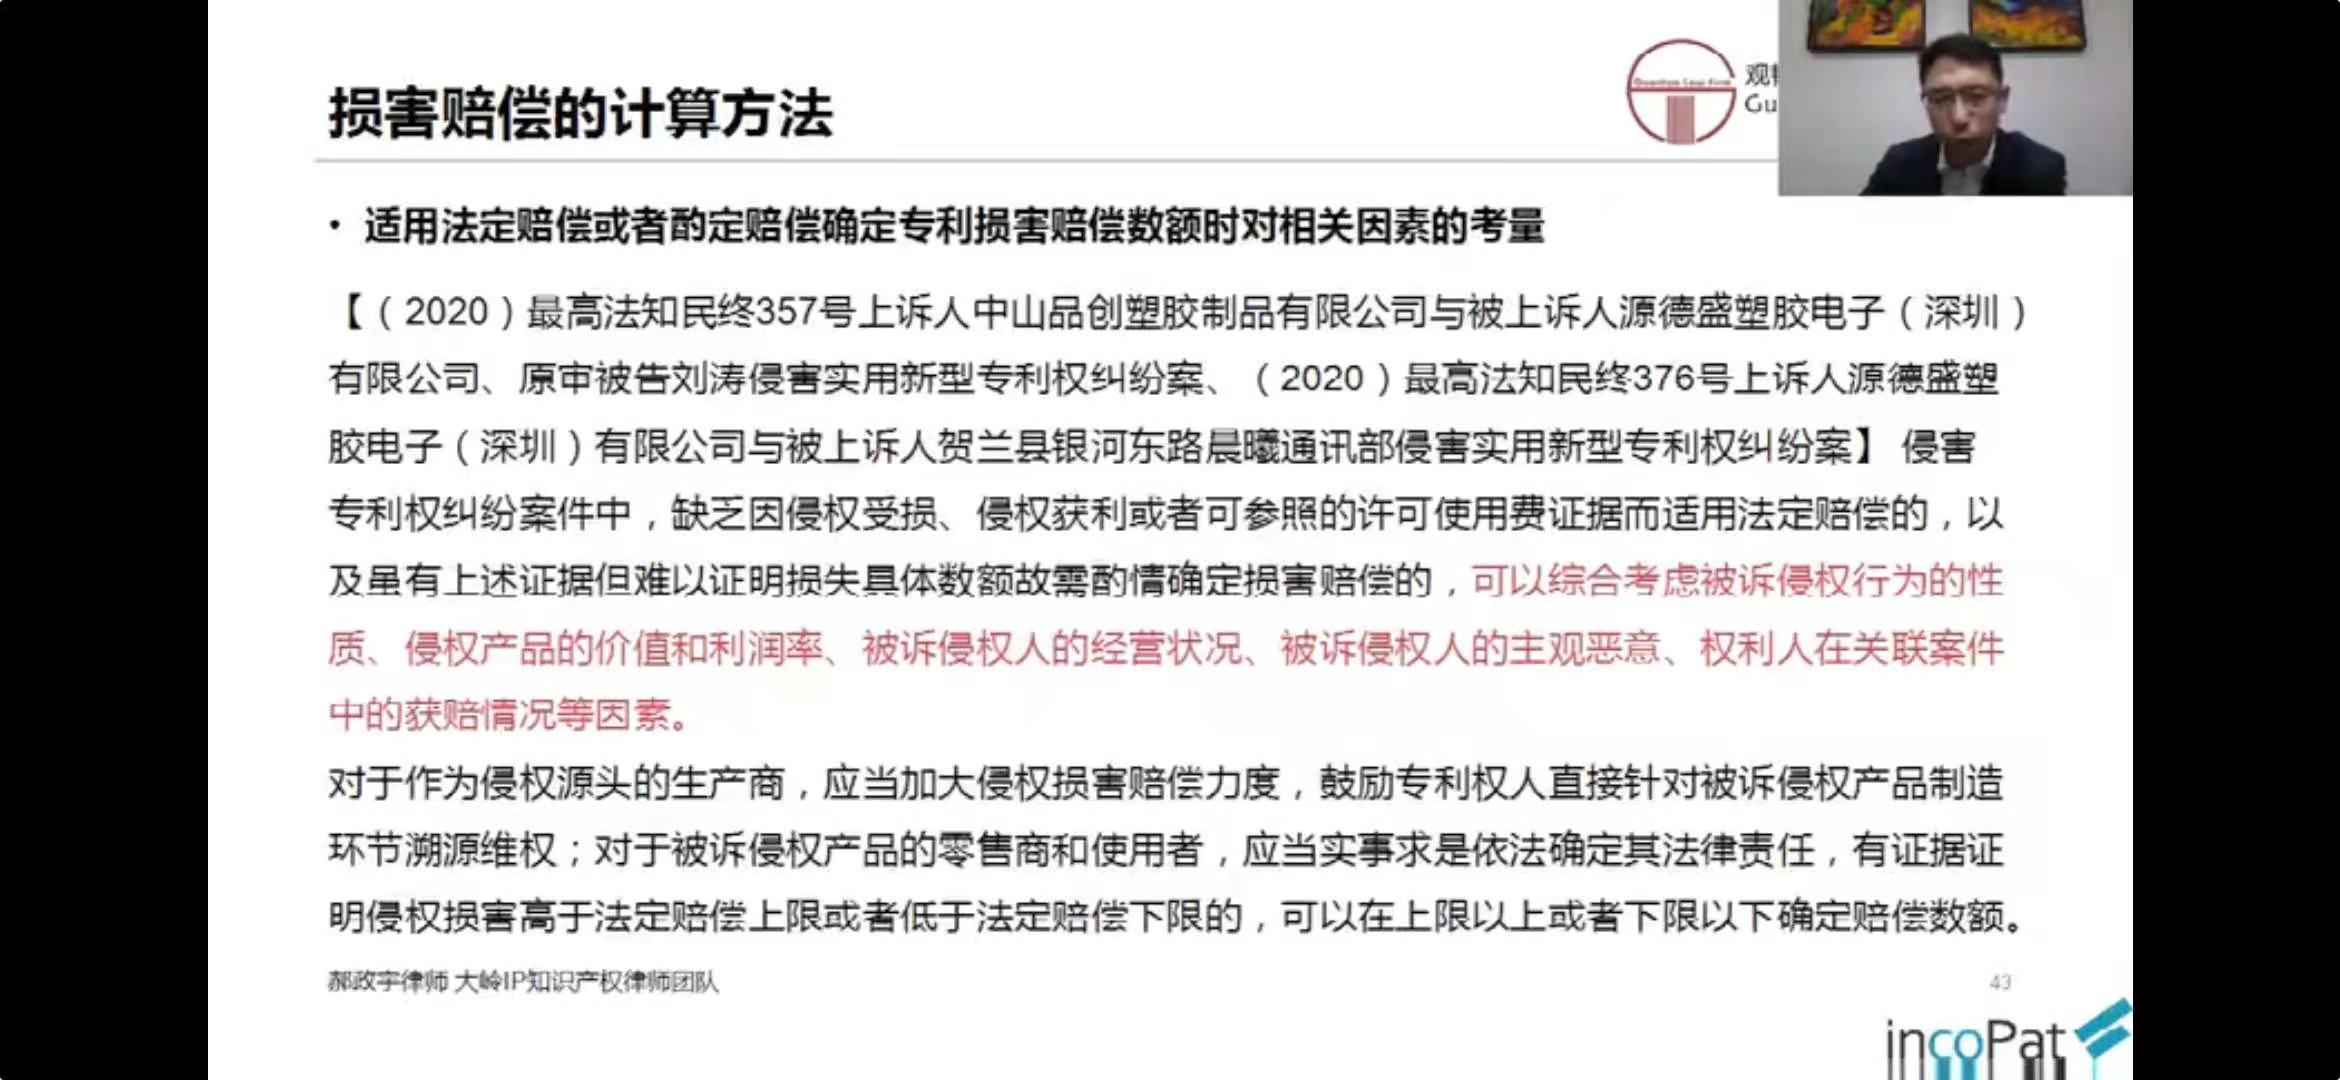 损害赔偿的计算方法
Guantao Law Firm
观
Gu
• 适用法定赔偿或者酌定赔偿确定专利损害赔偿数额时对相关因素的考量
【（2020）最高法知民终357号上诉人中山品创塑胶制品有限公司与被上诉人源德盛塑胶电子（深圳）
有限公司、原审被告刘涛侵害实用新型专利权纠纷案、（2020）最高法知民终376号上诉人源德盛塑
胶电子（深圳）有限公司与被上诉人贺兰县银河东路晨曦通讯部侵害实用新型专利权纠纷案】 侵害
专利权纠纷案件中，缺乏因侵权受损、侵权获利或者可参照的许可使用费证据而适用法定赔偿的，以
及虽有上述证据但难以证明损失具体数额故需酌情确定损害赔偿的，可以综合考虑被诉侵权行为的性
质、侵权产品的价值和利润率、被诉侵权人的经营状况、被诉侵权人的主观恶意、权利人在关联案件
中的获赔情况等因素。
对于作为侵权源头的生产商，应当加大侵权损害赔偿力度，鼓励专利权人直接针对被诉侵权产品制造
环节溯源维权；对于被诉侵权产品的零售商和使用者，应当实事求是依法确定其法律责任，有证据证
明侵权损害高于法定赔偿上限或者低于法定赔偿下限的，可以在上限以上或者下限以下确定赔偿数额。
郝政宇律师 大岭IP知识产权律师团队
43
incoPat